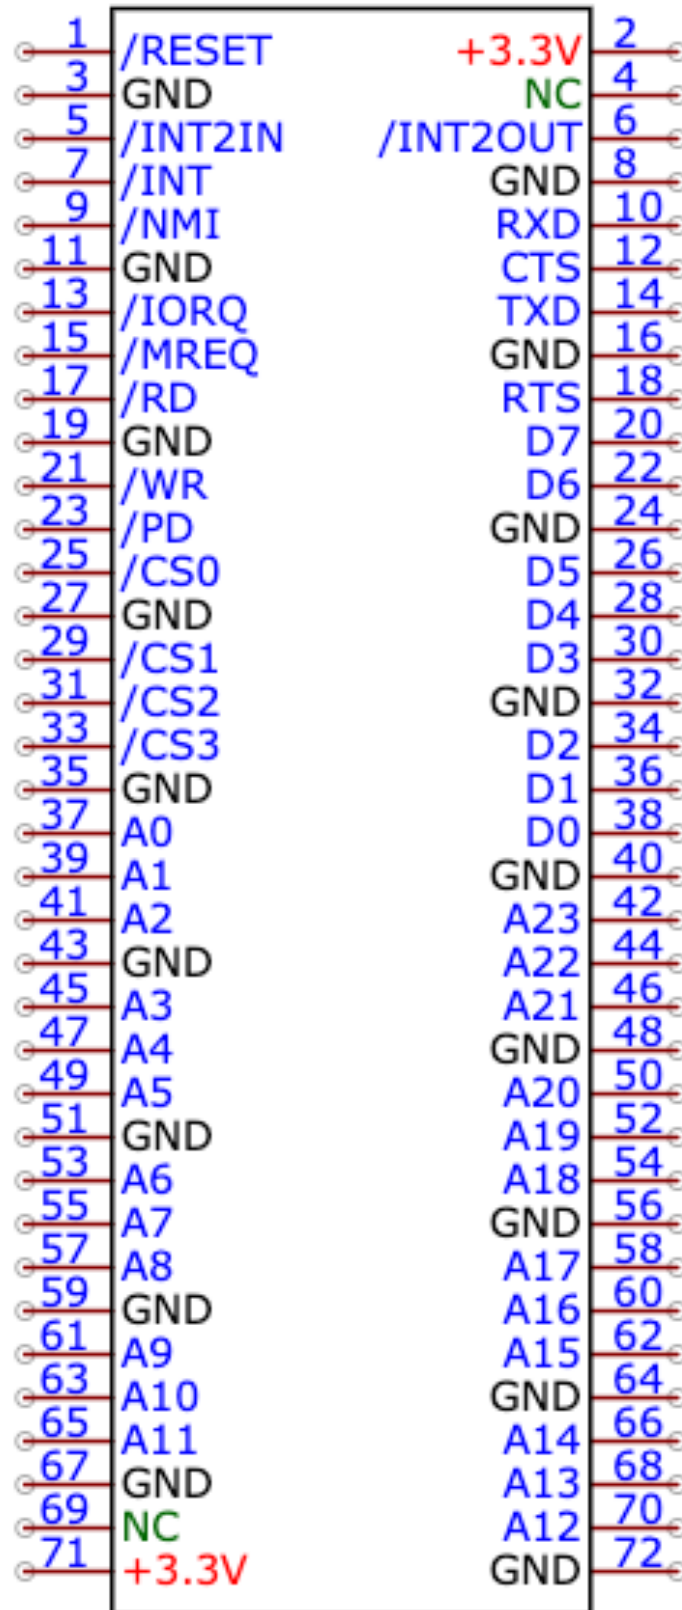 1 /RESET +3.3V 2
3 GND NC 4
5 /INT2IN /INT2OUT 6
7 /INT GND 8
9 /NMI RXD 10
11 GND CTS 12
13 /IORQ TXD 14
15 /MREQ GND 16
17 /RD RTS 18
19 GND D7 20
21 /WR D6 22
23 /PD GND 24
25 /CS0 D5 26
27 GND D4 28
29 /CS1 D3 30
31 /CS2 GND 32
33 /CS3 D2 34
35 GND D1 36
37 A0 D0 38
39 A1 GND 40
41 A2 A23 42
43 GND A22 44
45 A3 A21 46
47 A4 GND 48
49 A5 A20 50
51 GND A19 52
53 A6 A18 54
55 A7 GND 56
57 A8 A17 58
59 GND A16 60
61 A9 A15 62
63 A10 GND 64
65 A11 A14 66
67 GND A13 68
69 NC A12 70
71 +3.3V GND 72